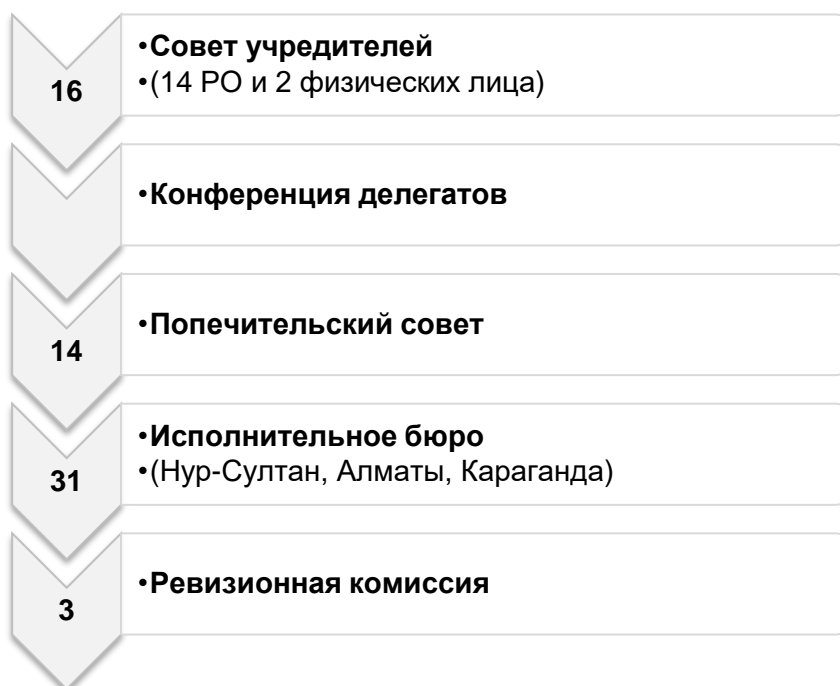 16
•Совет учредителей
•(14 РО и 2 физических лица)
•Конференция делегатов
14
•Попечительский совет
31
•Исполнительное бюро
•(Нур-Султан, Алматы, Караганда)
3
•Ревизионная комиссия